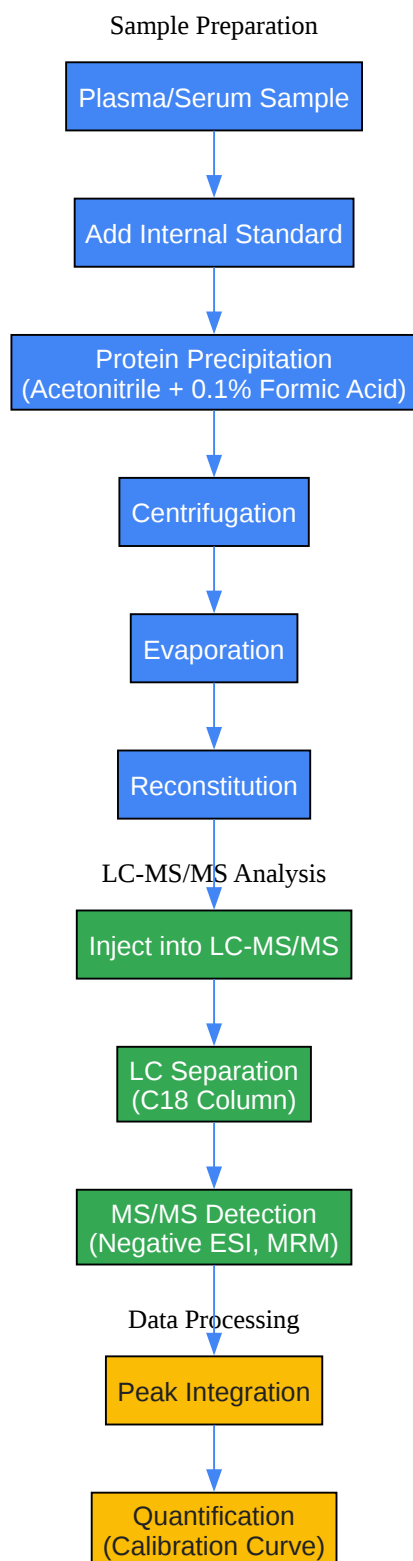 Sample Preparation
Plasma/Serum Sample
Add Internal Standard
Protein Precipitation
(Acetonitrile + 0.1% Formic Acid)
Centrifugation
Evaporation
Reconstitution
LC-MS/MS Analysis
Inject into LC-MS/MS
LC Separation
(C18 Column)
MS/MS Detection
(Negative ESI, MRM)
Data Processing
Peak Integration
Quantification
(Calibration Curve)